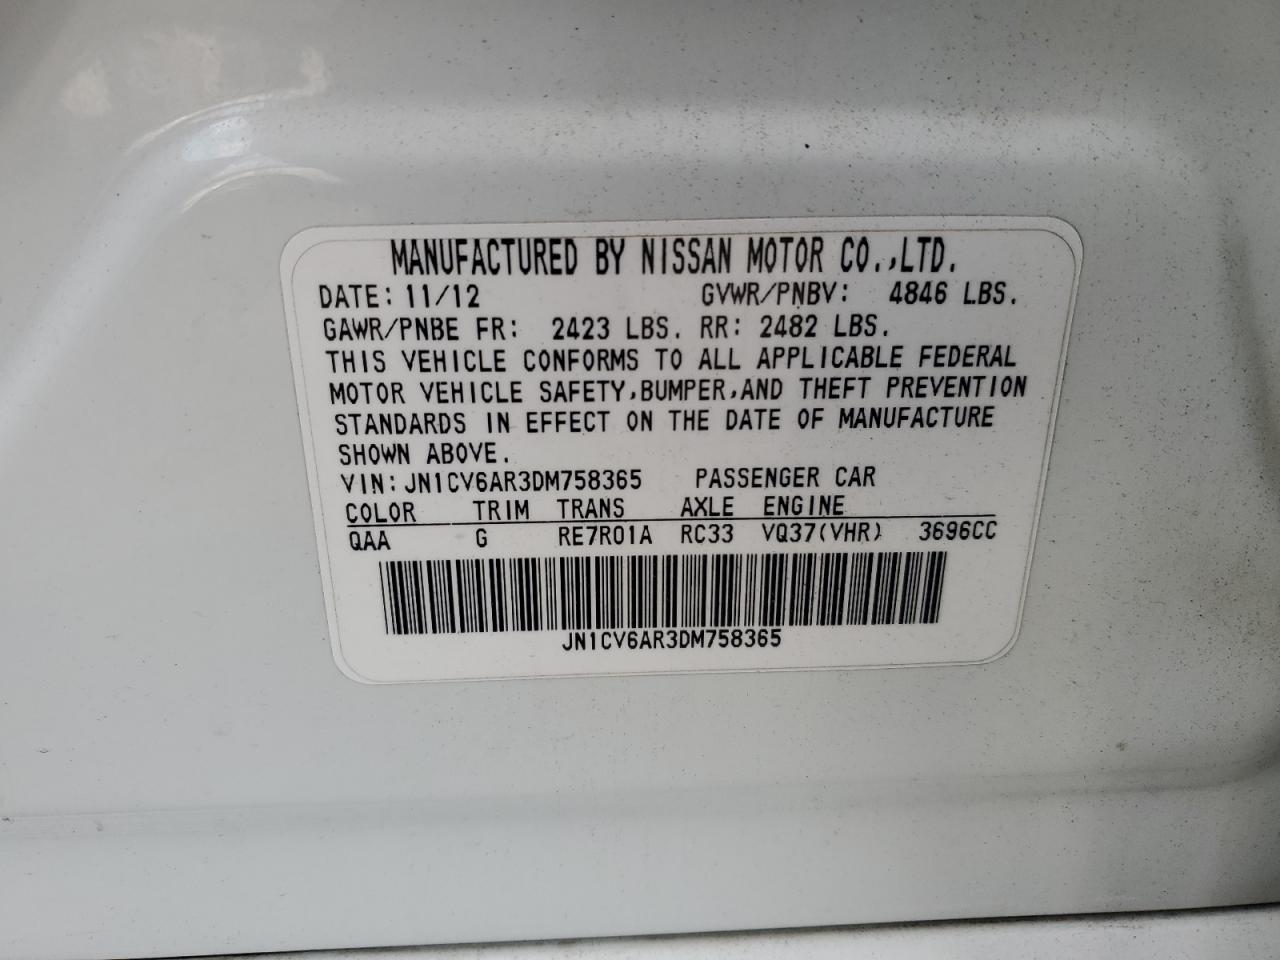 MANUFACTURED BY NISSAN MOTOR CO.,LTD.
DATE: 11/12 GVWR/PNBV: 4846 LBS.
GAWR/PNBE FR: 2423 LBS. RR: 2482 LBS.
THIS VEHICLE CONFORMS TO ALL APPLICABLE FEDERAL
MOTOR VEHICLE SAFETY,BUMPER,AND THEFT PREVENTION
STANDARDS IN EFFECT ON THE DATE OF MANUFACTURE
SHOWN ABOVE.
VIN: JN1CV6AR3DM758365 PASSENGER CAR
COLOR TRIM TRANS AXLE ENGINE
QAA G RE7R01A RC33 VQ37(VHR) 3696CC
JN1CV6AR3DM758365